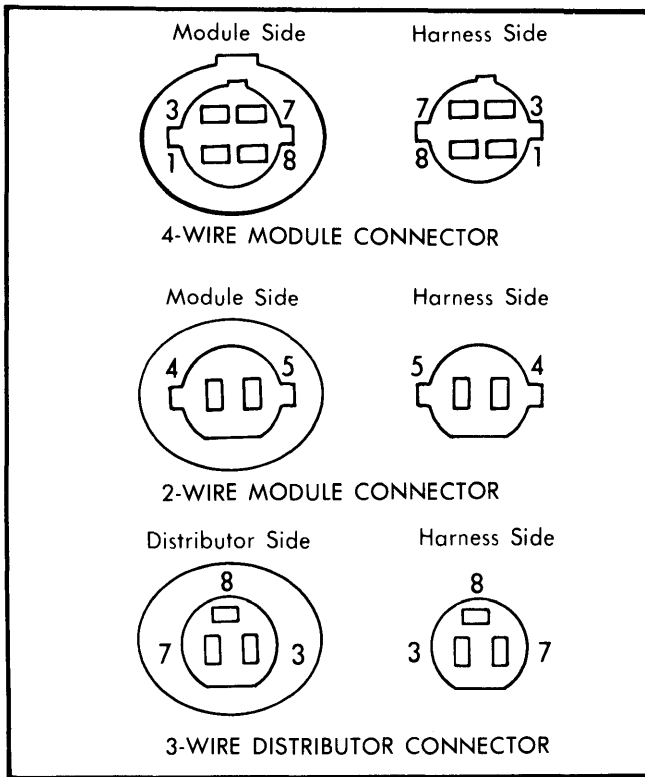 Module Side Harness Side
3 7 7 3
1 8 8 1
4-WIRE MODULE CONNECTOR
Module Side Harness Side
4 5 5 4
2-WIRE MODULE CONNECTOR
Distributor Side Harness Side
8 8
7 3 3 7
3-WIRE DISTRIBUTOR CONNECTOR